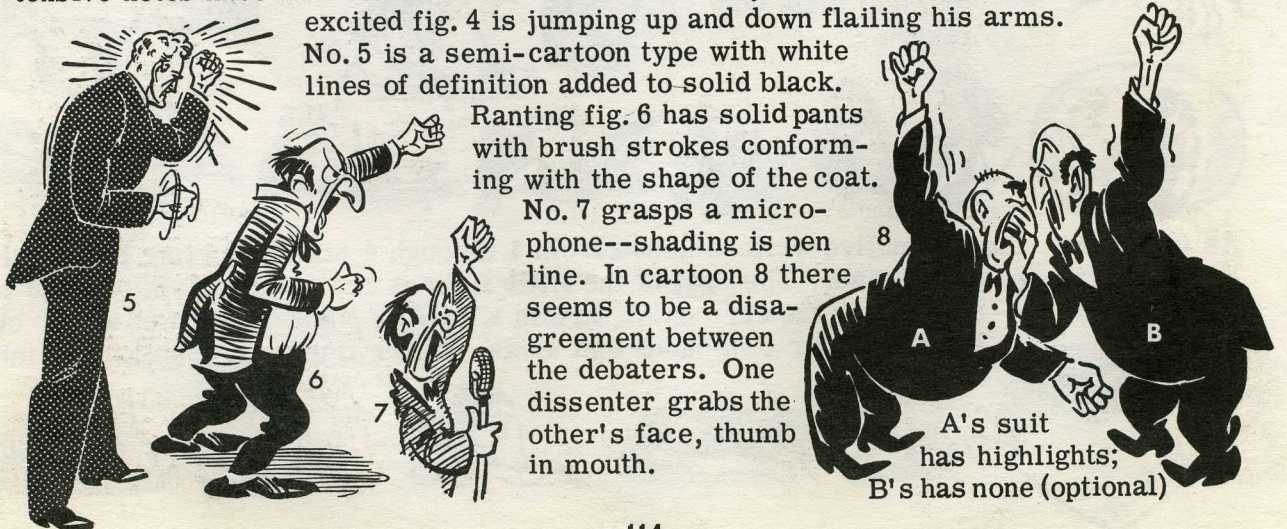 excited fig. 4 is jumping up and down flailing his arms.
No. 5 is a semi-cartoon type with white
lines of definition added to solid black.
Ranting fig. 6 has solid pants
with brush strokes conform-
ing with the shape of the coat.
No. 7 grasps a micro-
phone--shading is pen
line. In cartoon 8 there
seems to be a disa-
greement between
the debaters. One
dissenter grabs the
other's face, thumb
in mouth.
5
6
7
8
A
B
A's suit
has highlights;
B's has none (optional)